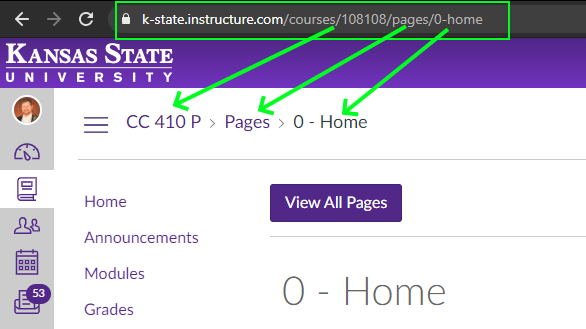 k-state.instructure.com/courses/108108/pages/0-home
KANSAS STATE
UNIVERSITY
CC 410 P > Pages > 0 - Home
Home
Announcements
Modules
Grades
53
View All Pages
0 - Home